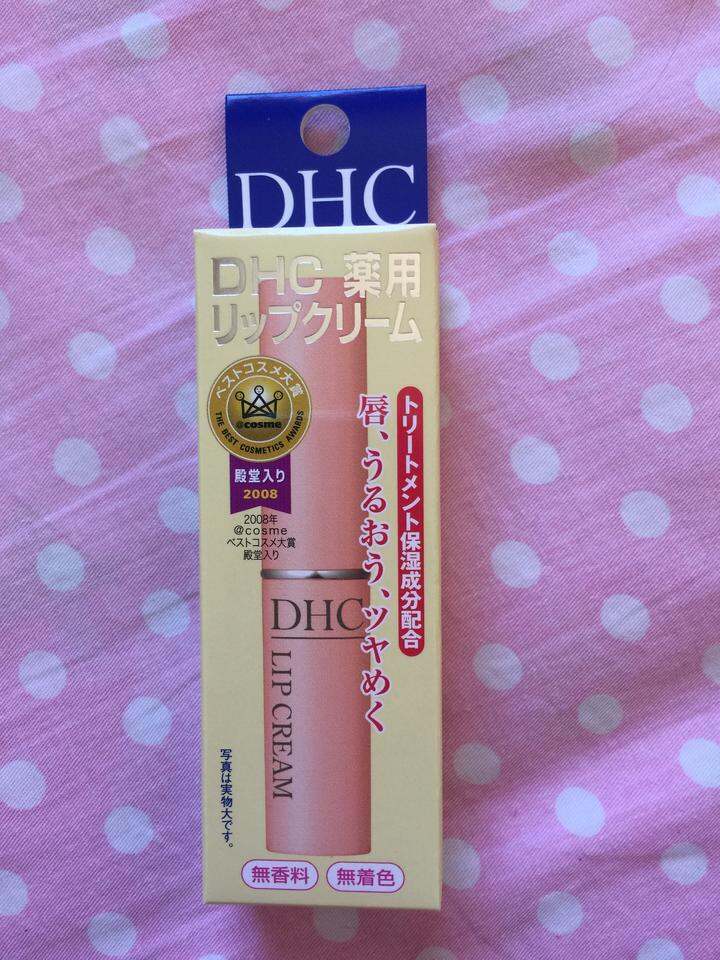 DHC
DHC 薬用
リップクリーム
ベストコスメ大賞
@cosme
THE BEST COSMETICS AWARDS
殿堂入り
2008
2008年
@cosme
ベストコスメ大賞
殿堂入り
トリートメント保湿成分配合
唇、うるおう、ツヤめく
DHC
LIP CREAM
写真は実物大です。
無香料
無着色